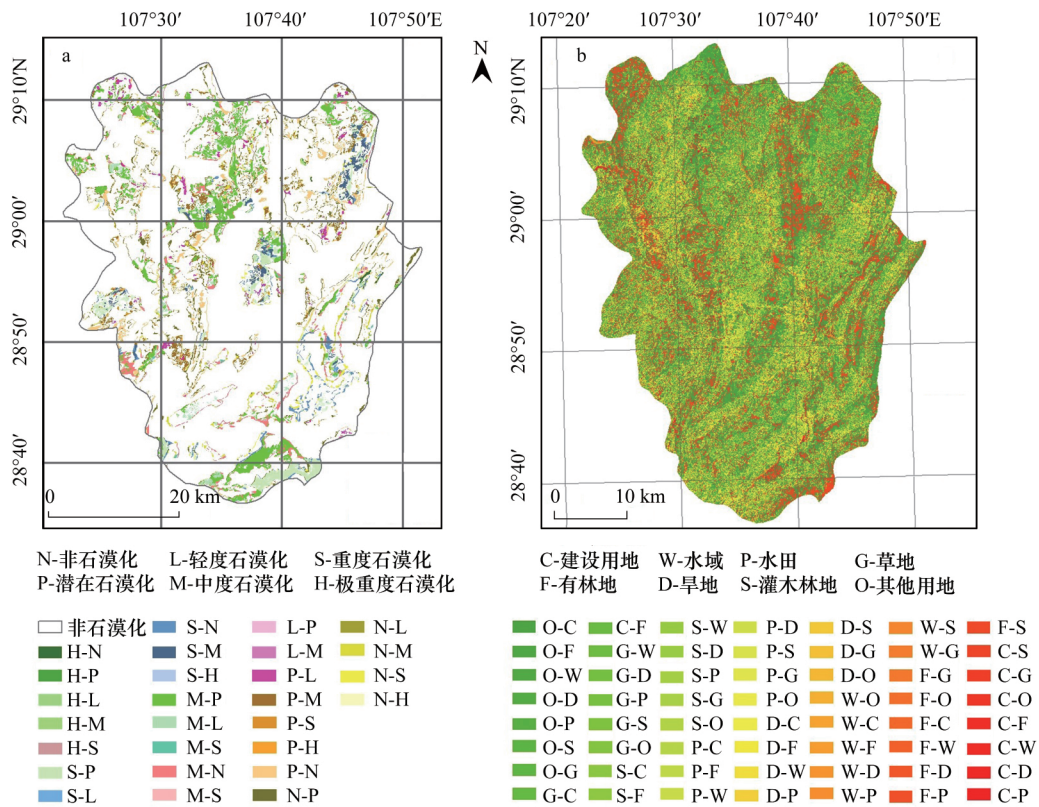 107°30′ 107°40′ 107°50′E
107°20′ 107°30′ 107°40′ 107°50′E
N
a
b
29°10′N
29°00′
28°50′
28°40′
29°10′N
29°00′
28°50′
28°40′
0 20 km
0 10 km
N-非石漠化 L-轻度石漠化 S-重度石漠化
P-潜在石漠化 M-中度石漠化 H-极重度石漠化
C-建设用地 W-水域 P-水田 G-草地
F-有林地 D-旱地 S-灌木林地 O-其他用地
非石漠化 S-N L-P N-L
H-N S-M L-M N-M
H-P S-H P-L N-S
H-L M-P P-M N-H
H-M M-L P-S
H-S M-S P-H
S-P M-N P-N
S-L M-S N-P
O-C C-F S-W P-D D-S W-S F-S
O-F G-W S-D P-S D-G W-G C-S
O-W G-D S-P P-G D-O F-G C-G
O-D G-P S-G P-O W-O F-O C-O
O-P G-S S-O D-C W-C F-C C-F
O-S G-O P-C D-F W-F F-W C-W
O-G S-C P-F D-W W-D F-D C-D
G-C S-F P-W D-P W-P F-P C-P